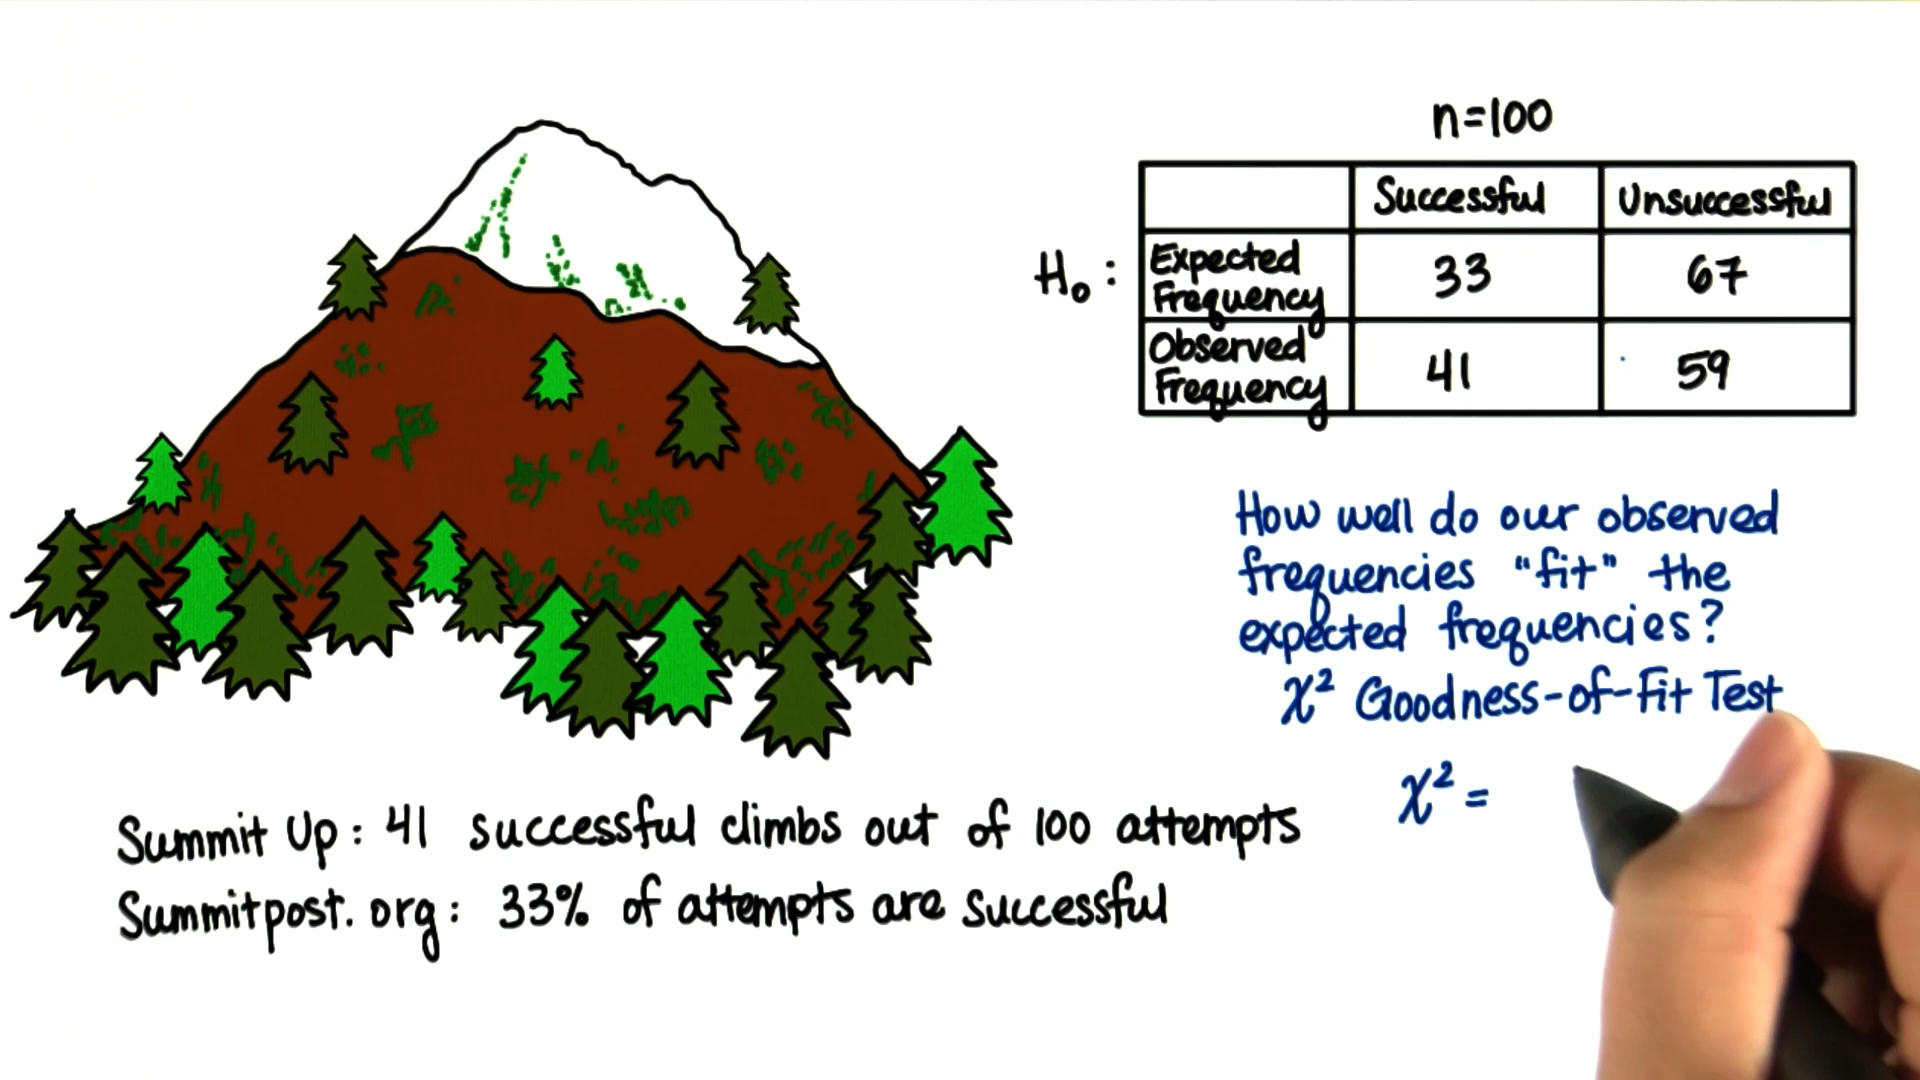 n=100
Successful Unsuccessful
H₀: Expected Frequency 33 67
Observed Frequency 41 59
How well do our observed
frequencies "fit" the
expected frequencies?
χ² Goodness-of-Fit Test
χ² =
Summit Up: 41 successful climbs out of 100 attempts
Summitpost.org: 33% of attempts are successful